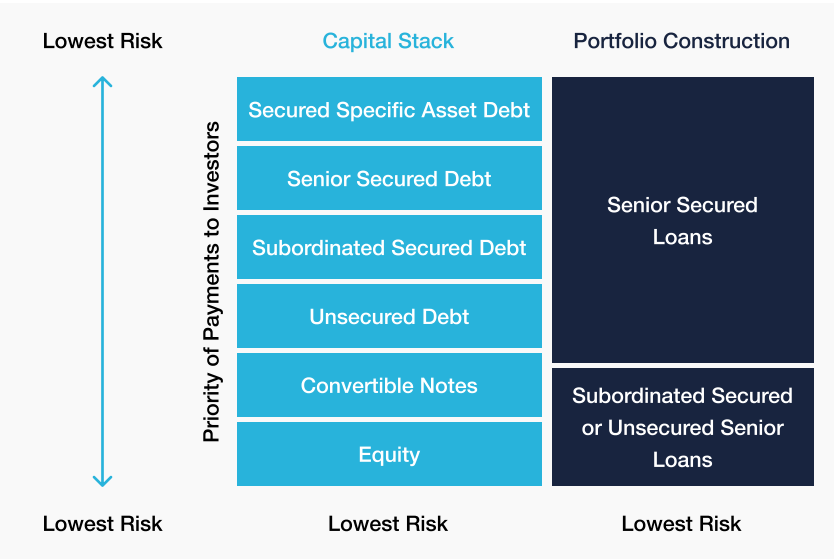 Lowest Risk
Capital Stack
Portfolio Construction
Priority of Payments to Investors
Secured Specific Asset Debt
Senior Secured Debt
Subordinated Secured Debt
Unsecured Debt
Convertible Notes
Equity
Senior Secured
Loans
Subordinated Secured
or Unsecured Senior
Loans
Lowest Risk
Lowest Risk
Lowest Risk